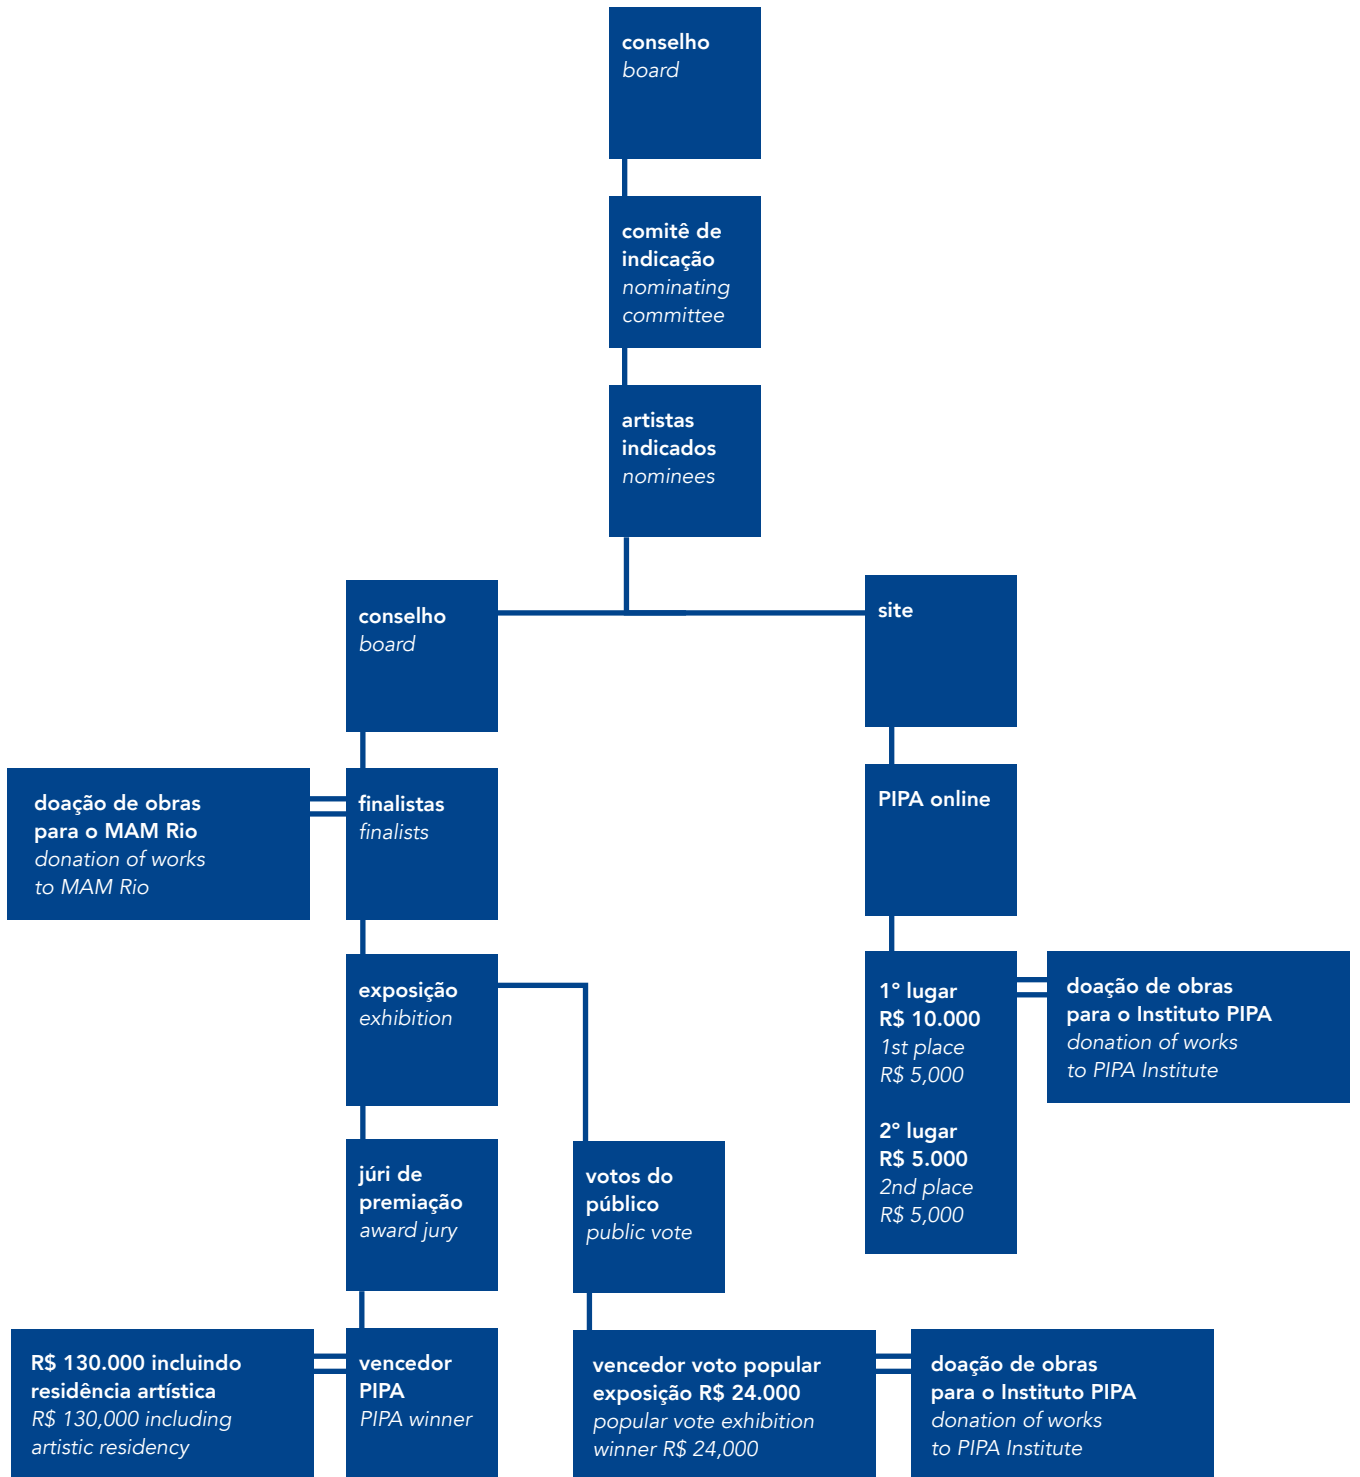 conselho
board
comitê de
indicação
nominating
committee
artistas
indicados
nominees
conselho
board
site
doação de obras
para o MAM Rio
donation of works
to MAM Rio
finalistas
finalists
PIPA online
exposição
exhibition
1º lugar
R$ 10.000
1st place
R$ 5,000
2º lugar
R$ 5.000
2nd place
R$ 5,000
doação de obras
para o Instituto PIPA
donation of works
to PIPA Institute
júri de
premiação
award jury
votos do
público
public vote
R$ 130.000 incluindo
residência artística
R$ 130,000 including
artistic residency
vencedor
PIPA
PIPA winner
vencedor voto popular
exposição R$ 24.000
popular vote exhibition
winner R$ 24,000
doação de obras
para o Instituto PIPA
donation of works
to PIPA Institute